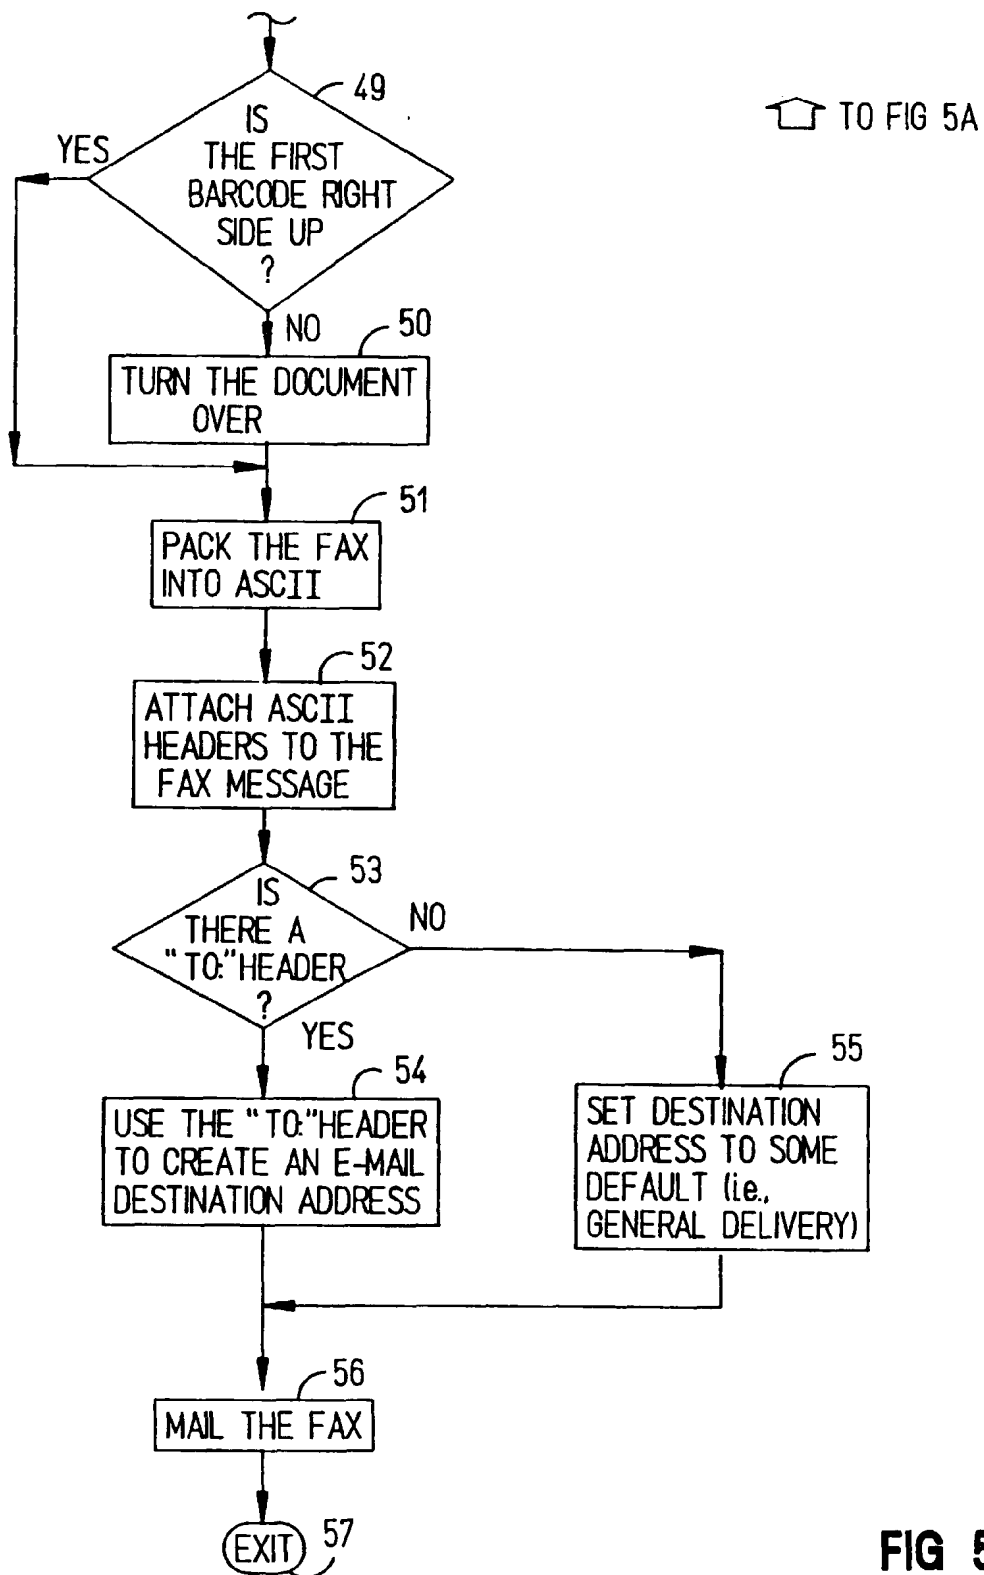 49
TO FIG 5A
IS
THE FIRST
BARCODE RIGHT
SIDE UP
?
YES
NO
50
TURN THE DOCUMENT
OVER
51
PACK THE FAX
INTO ASCII
52
ATTACH ASCII
HEADERS TO THE
FAX MESSAGE
53
IS
THERE A
"TO:"HEADER
?
NO
YES
54
USE THE "TO:"HEADER
TO CREATE AN E-MAIL
DESTINATION ADDRESS
55
SET DESTINATION
ADDRESS TO SOME
DEFAULT (i.e.,
GENERAL DELIVERY)
56
MAIL THE FAX
EXIT
57
FIG 5